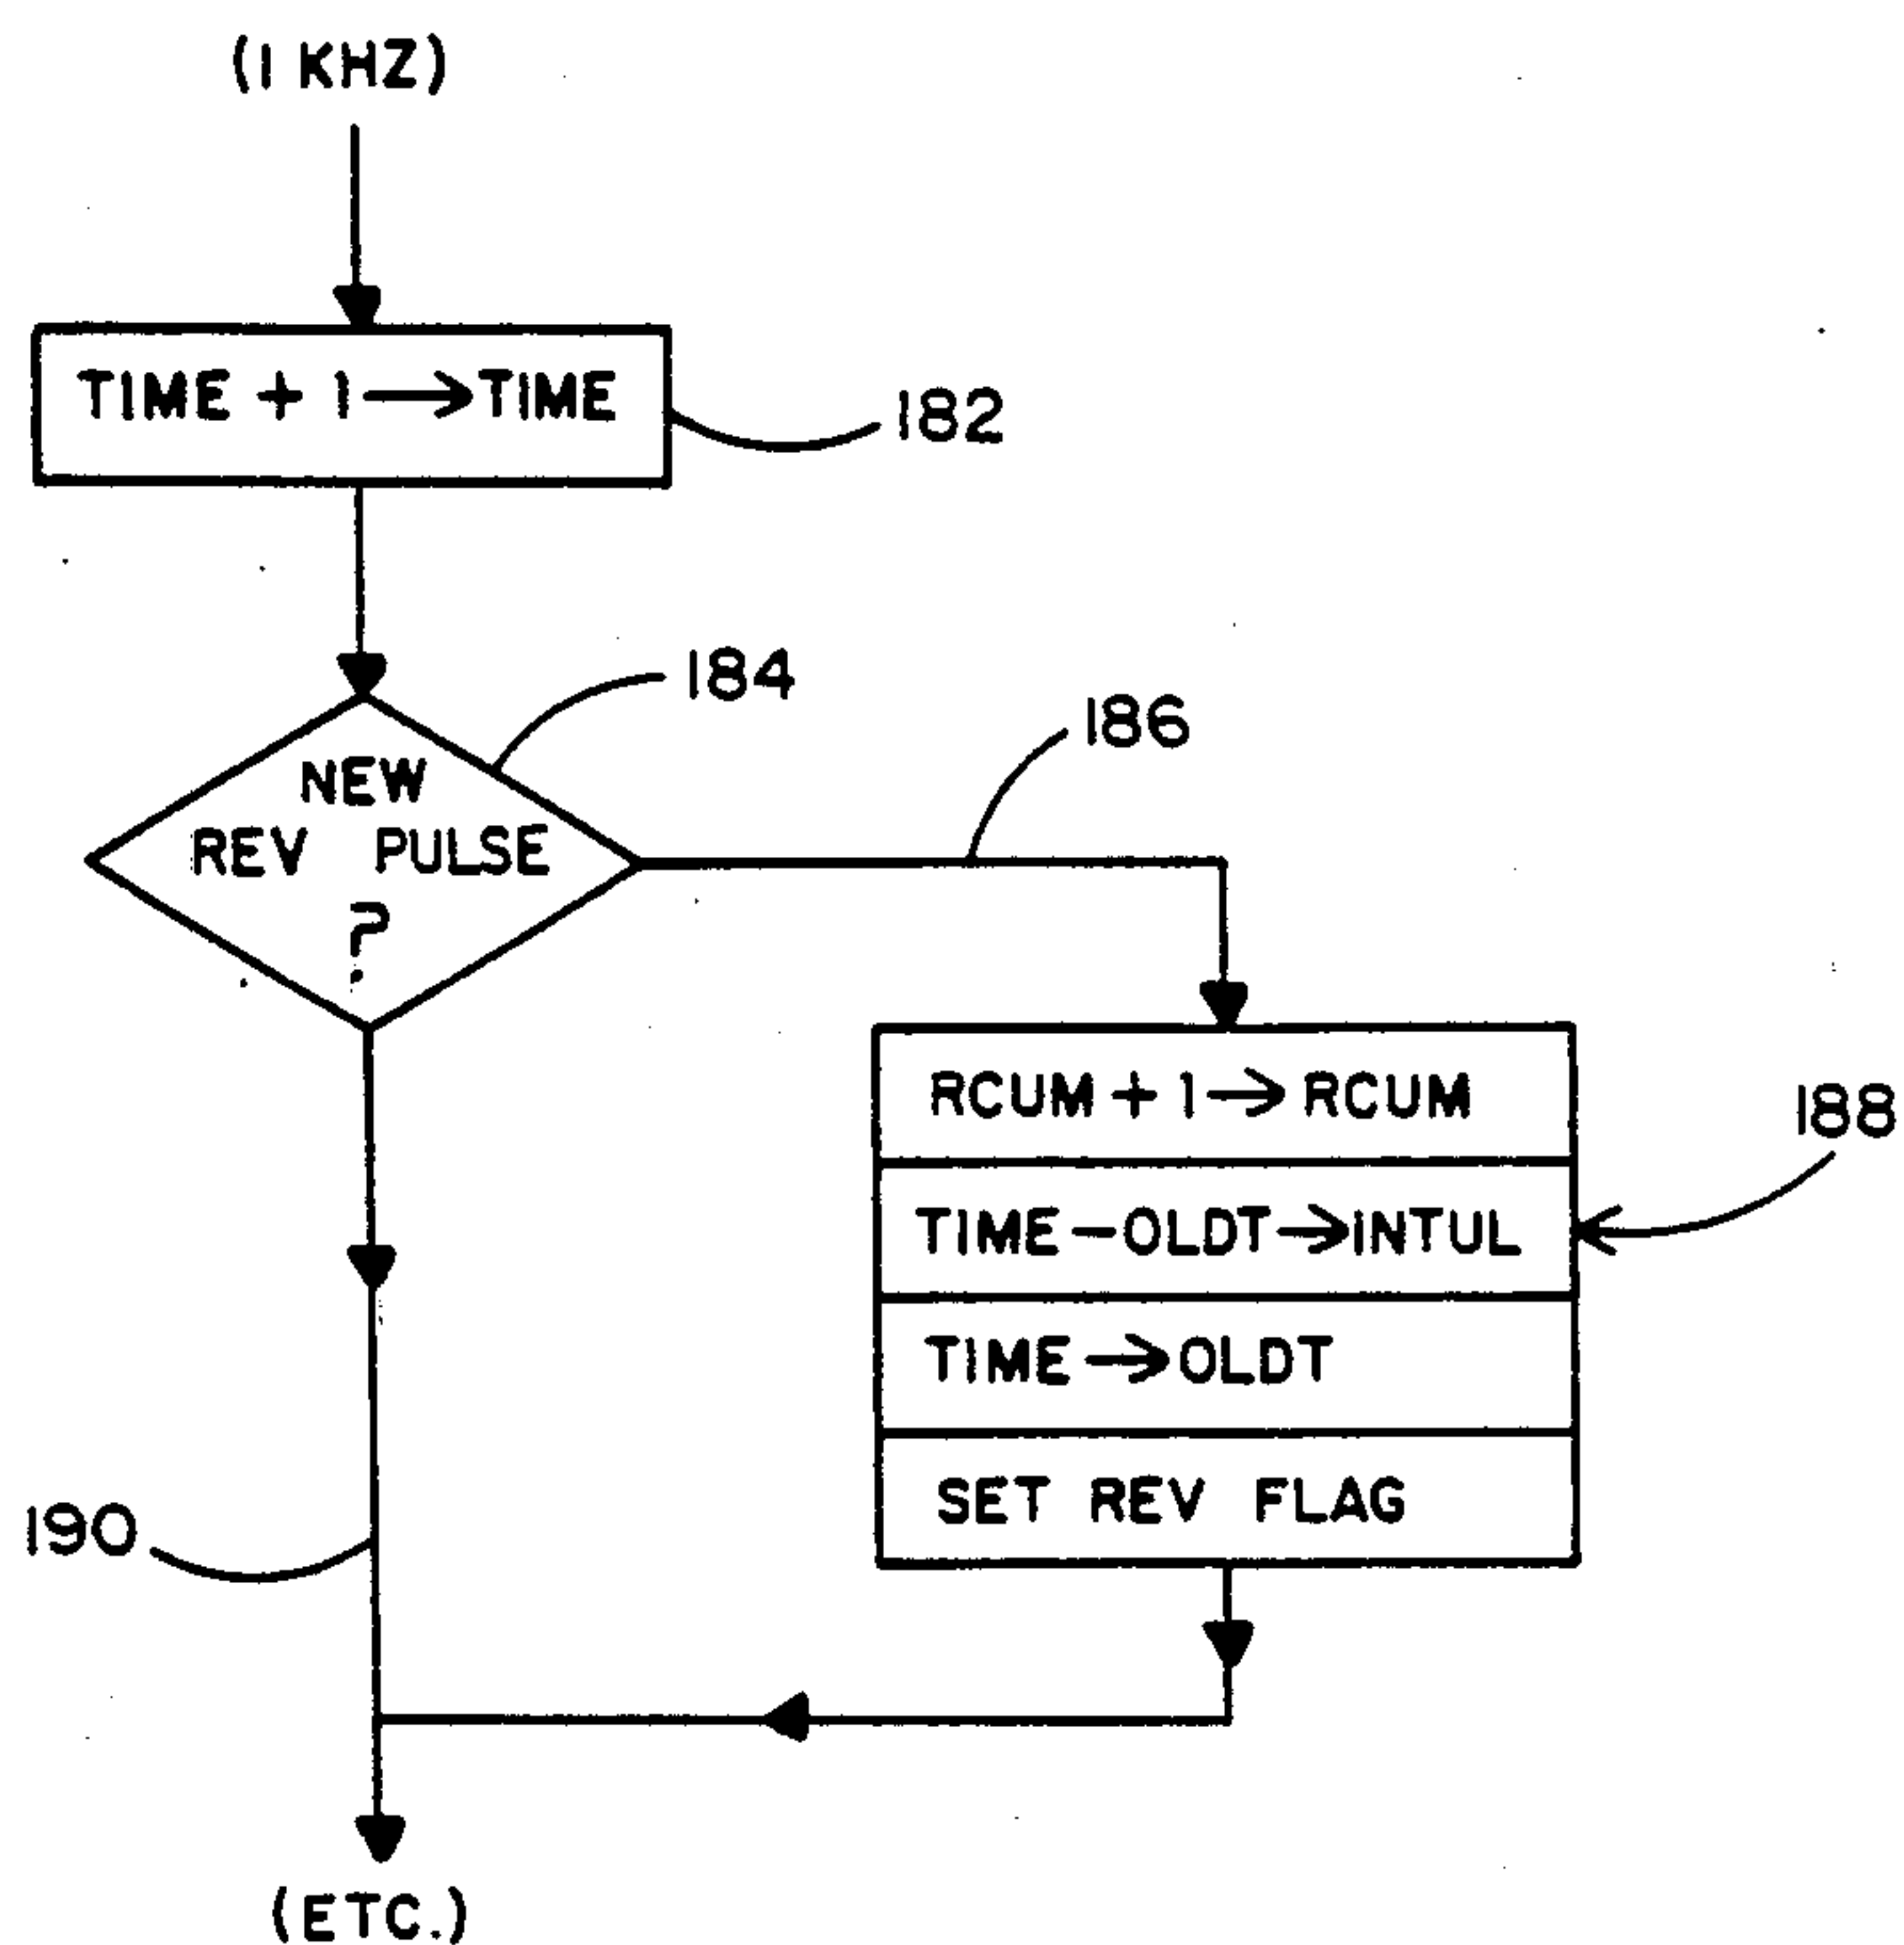 (1 KHZ)
TIME + 1→TIME
182
184
NEW
REV PULSE
?
186
RCUM + 1→ RCUM
188
TIME-OLDT→INTUL
TIME→OLDT
SET REV FLAG
190
(ETC.)